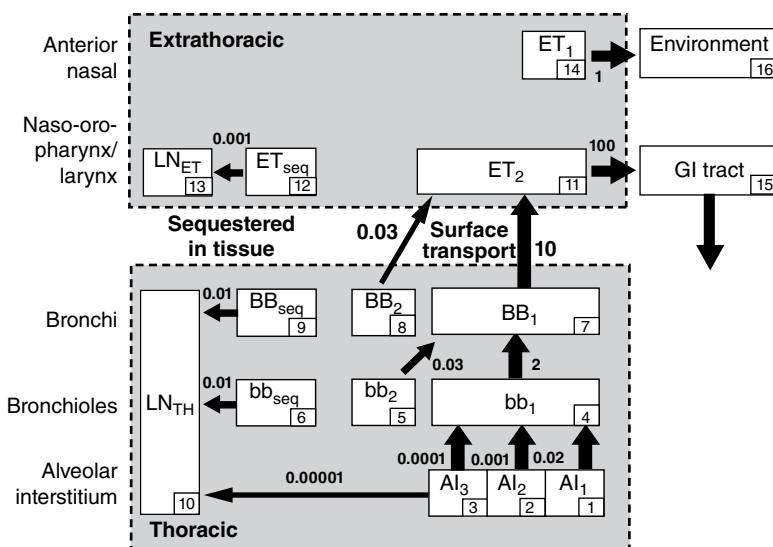 Anterior
nasal
Extrathoracic
ET1
14
1
Environment
16
Naso-oro-
pharynx/
larynx
LNET
13
0.001
ETseq
12
ET2
11
100
GI tract
15
Sequestered
in tissue
0.03
Surface
transport
10
Bronchi
0.01
BBseq
9
BB2
8
BB1
7
0.03
2
Bronchioles
LNTH
0.01
bbseq
6
bb2
5
bb1
4
0.0001
0.001
0.02
Alveolar
interstitium
0.00001
AI3
3
AI2
2
AI1
1
10
Thoracic